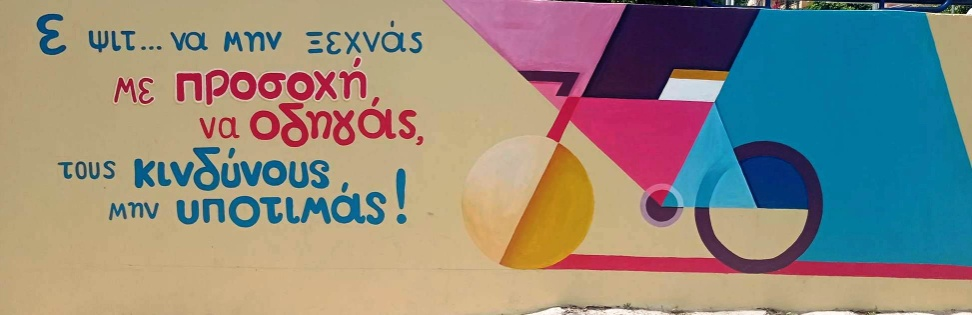 ε ψιτ... να μην ξεχνάς
με προσοχή
να οδηγάς,
τους κινδύνους
μην υποτιμάς!